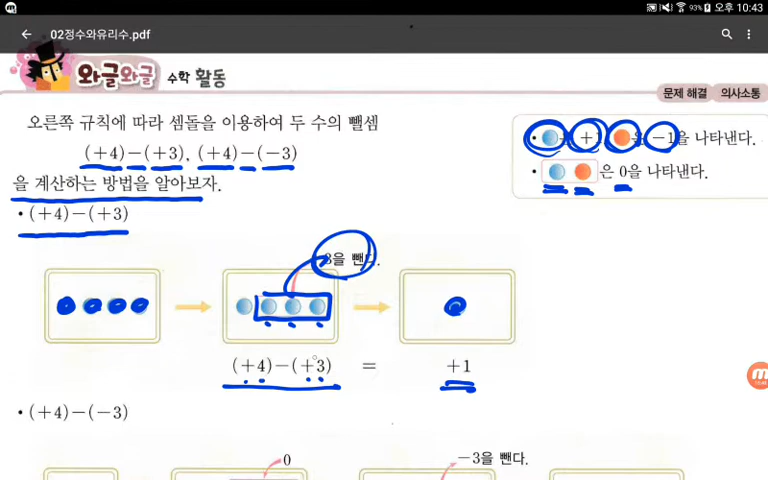 93% 오후 10:43
02정수와유리수.pdf
와글와글 수학 활동
문제 해결 의사소통
오른쪽 규칙에 따라 셈돌을 이용하여 두 수의 뺄셈
(+4)-(+3), (+4)-(-3)
을 계산하는 방법을 알아보자.
• 은 +1, 은 -1을 나타낸다.
• 은 0을 나타낸다.
• (+4)-(+3)
3을 뺀다.
(+4)-(+3) = +1
• (+4)-(-3)
0
-3을 뺀다.